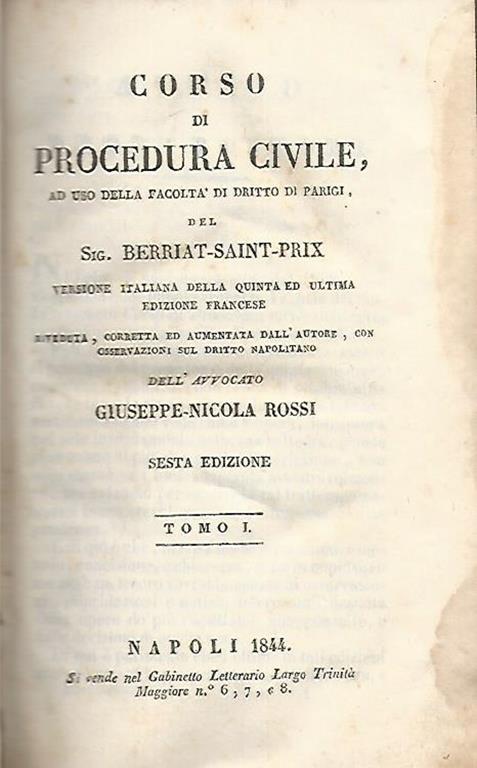 CORSO
DI
PROCEDURA CIVILE,
AD USO DELLA FACOLTA' DI DRITTO DI PARIGI,
DEL
SIG. BERRIAT-SAINT-PRIX
VERSIONE ITALIANA DELLA QUINTA ED ULTIMA
EDIZIONE FRANCESE
RIVEDUTA, CORRETTA ED AUMENTATA DALL'AUTORE, CON
OSSERVAZIONI SUL DRITTO NAPOLITANO
DELL'AVVOCATO
GIUSEPPE-NICOLA ROSSI
SESTA EDIZIONE
TOMO I.
NAPOLI 1844.
Si vende nel Gabinetto Letterario Largo Trinità
Maggiore n.° 6, 7, e 8.